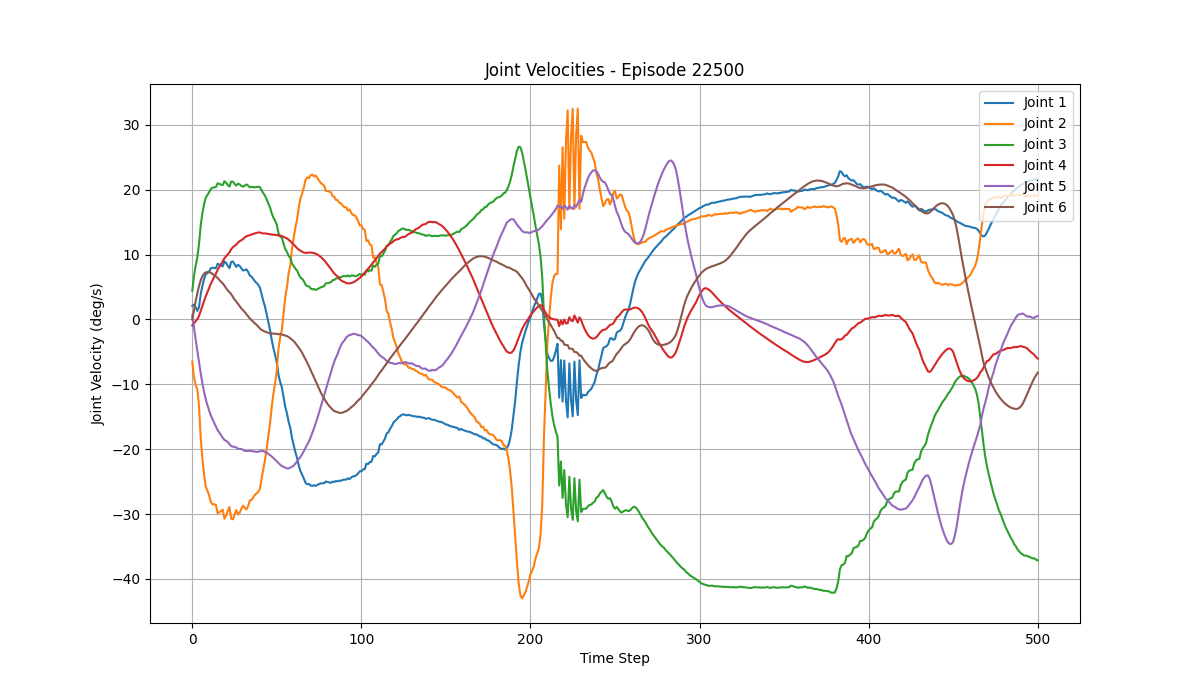 Joint Velocities - Episode 22500
Joint Velocity (deg/s)
30
20
10
0
−10
−20
−30
−40
0 100 200 300 400 500
Time Step
Joint 1
Joint 2
Joint 3
Joint 4
Joint 5
Joint 6